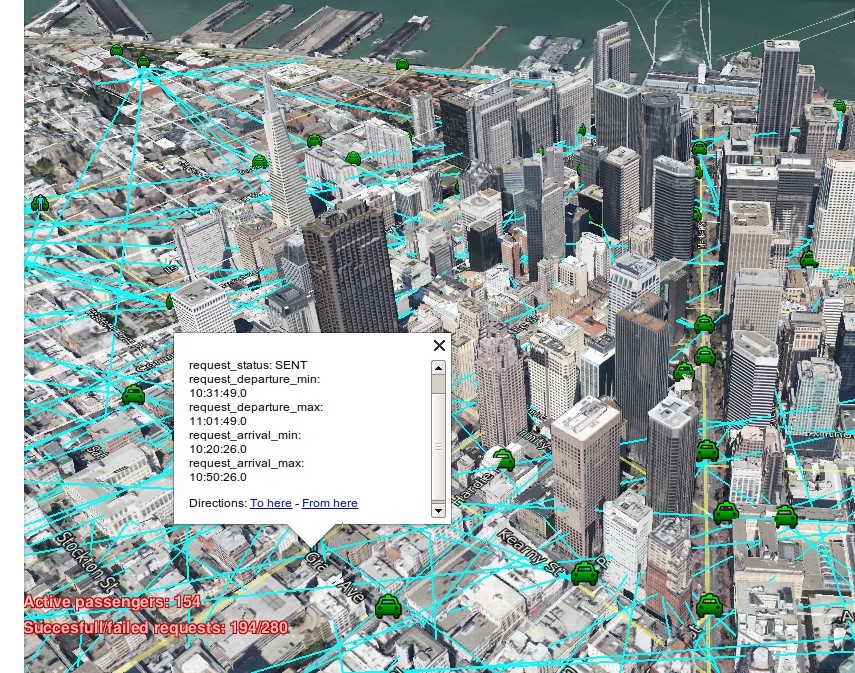 request_status: SENT
request_departure_min:
10:31:49.0
request_departure_max:
11:01:49.0
request_arrival_min:
10:20:26.0
request_arrival_max:
10:50:26.0
Directions: To here - From here
Kearny St
Stockton St
Ave
Active passengers: 154
Succesfull/failed requests: 194/280